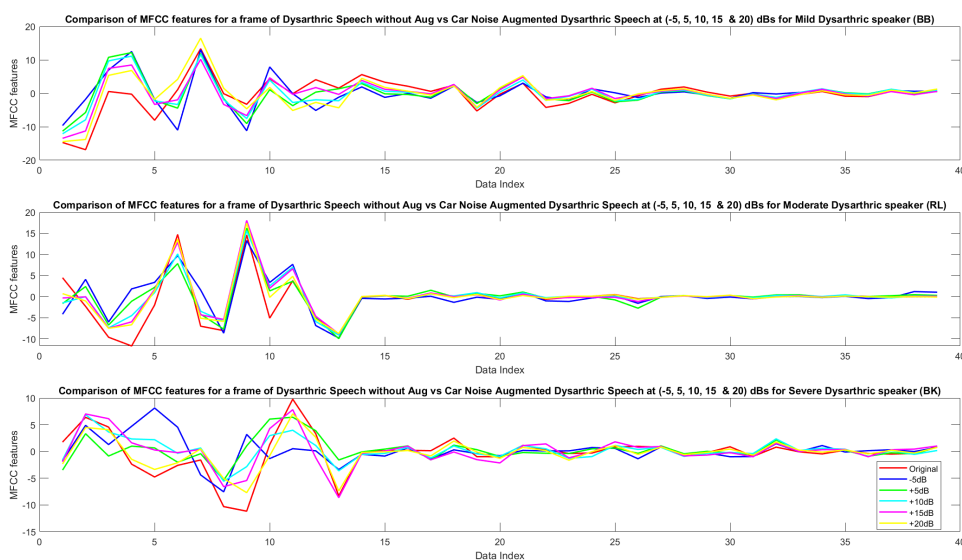 Comparison of MFCC features for a frame of Dysarthric Speech without Aug vs Car Noise Augmented Dysarthric Speech at (-5, 5, 10, 15 & 20) dBs for Mild Dysarthric speaker (BB)
20
10
0
-10
-20
MFCC features
0 5 10 15 20 25 30 35 40
Data Index
Comparison of MFCC features for a frame of Dysarthric Speech without Aug vs Car Noise Augmented Dysarthric Speech at (-5, 5, 10, 15 & 20) dBs for Moderate Dysarthric speaker (RL)
20
15
10
5
0
-5
-10
MFCC features
0 5 10 15 20 25 30 35 40
Data Index
Comparison of MFCC features for a frame of Dysarthric Speech without Aug vs Car Noise Augmented Dysarthric Speech at (-5, 5, 10, 15 & 20) dBs for Severe Dysarthric speaker (BK)
10
5
0
-5
-10
-15
MFCC features
Original
-5dB
+5dB
+10dB
+15dB
+20dB
0 5 10 15 20 25 30 35 40
Data Index